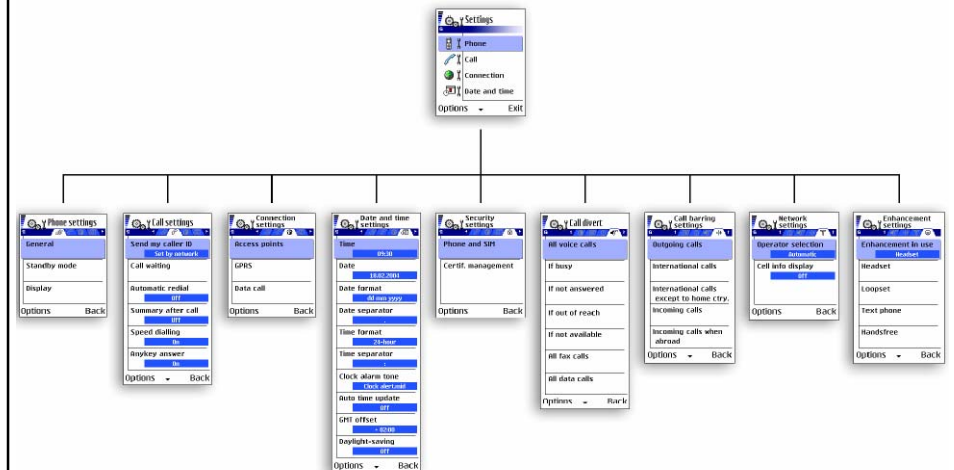 Settings
Phone
Call
Connection
Date and time
Options
Exit
Phone settings
General
Standby mode
Display
Options
Back
Call settings
Send my caller ID
Set by network
Call waiting
Automatic redial
Off
Summary after call
Off
Speed dialling
On
Anykey answer
On
Options
Back
Connection
settings
Access points
GPRS
Data call
Options
Back
Date and time
settings
Time
09:30
Date
18.02.2004
Date format
dd mm yyyy
Date separator
.
Time format
24-hour
Time separator
:
Clock alarm tone
Clock alert.mid
Auto time update
Off
GMT offset
+ 02:00
Daylight-saving
Off
Options
Back
Security
settings
Phone and SIM
Certif. management
Options
Back
Call divert
All voice calls
If busy
If not answered
If out of reach
If not available
All fax calls
All data calls
Options
Back
Call barring
settings
Outgoing calls
International calls
International calls
except to home ctry.
Incoming calls
Incoming calls when
abroad
Options
Back
Network
settings
Operator selection
Automatic
Cell info display
Off
Options
Back
Enhancement
settings
Enhancement in use
Headset
Headset
Loopset
Text phone
Handsfree
Options
Back